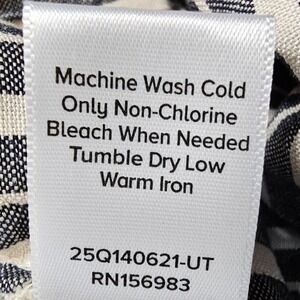 Machine Wash Cold
Only Non-Chlorine
Bleach When Needed
Tumble Dry Low
Warm Iron
25Q140621-UT
RN156983